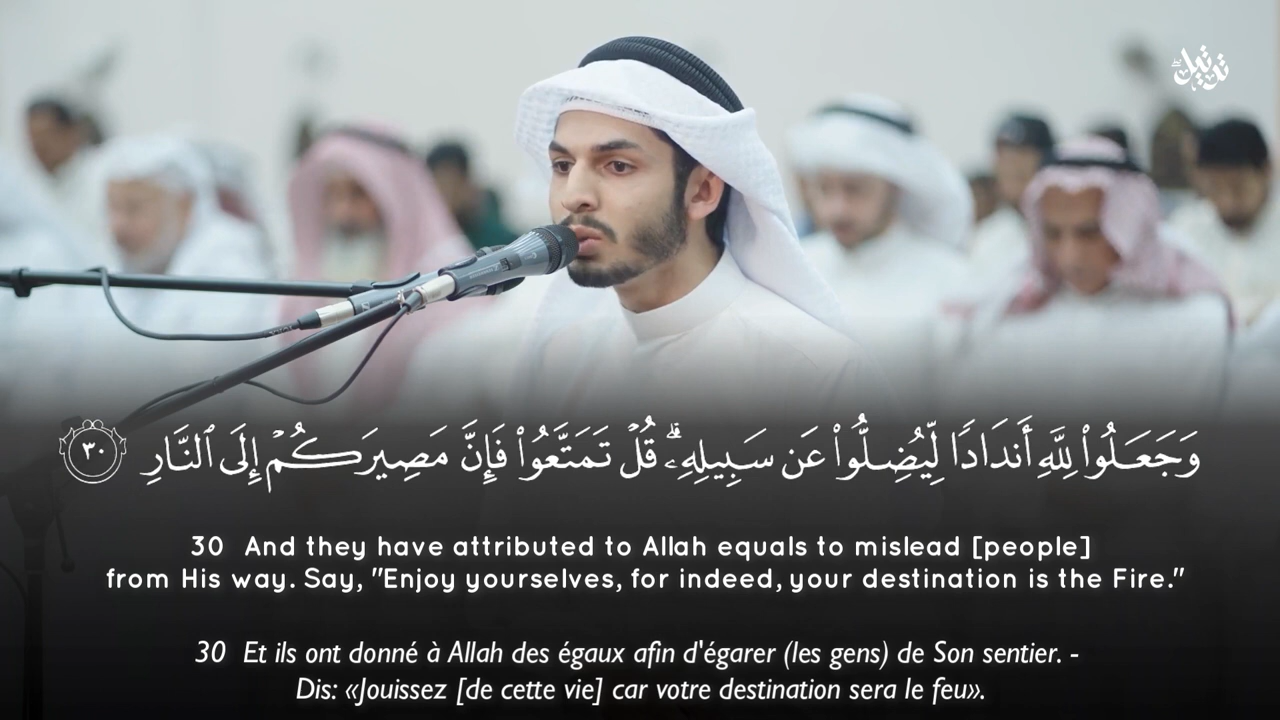 ترتيل
وَجَعَلُوا۟ لِلَّهِ أَندَادًا لِّيُضِلُّوا۟ عَن سَبِيلِهِۦ ۗ قُلْ تَمَتَّعُوا۟ فَإِنَّ مَصِيرَكُمْ إِلَى ٱلنَّارِ ٣٠
30 And they have attributed to Allah equals to mislead [people]
from His way. Say, "Enjoy yourselves, for indeed, your destination is the Fire."
30 Et ils ont donné à Allah des égaux afin d'égarer (les gens) de Son sentier. -
Dis: «Jouissez [de cette vie] car votre destination sera le feu».